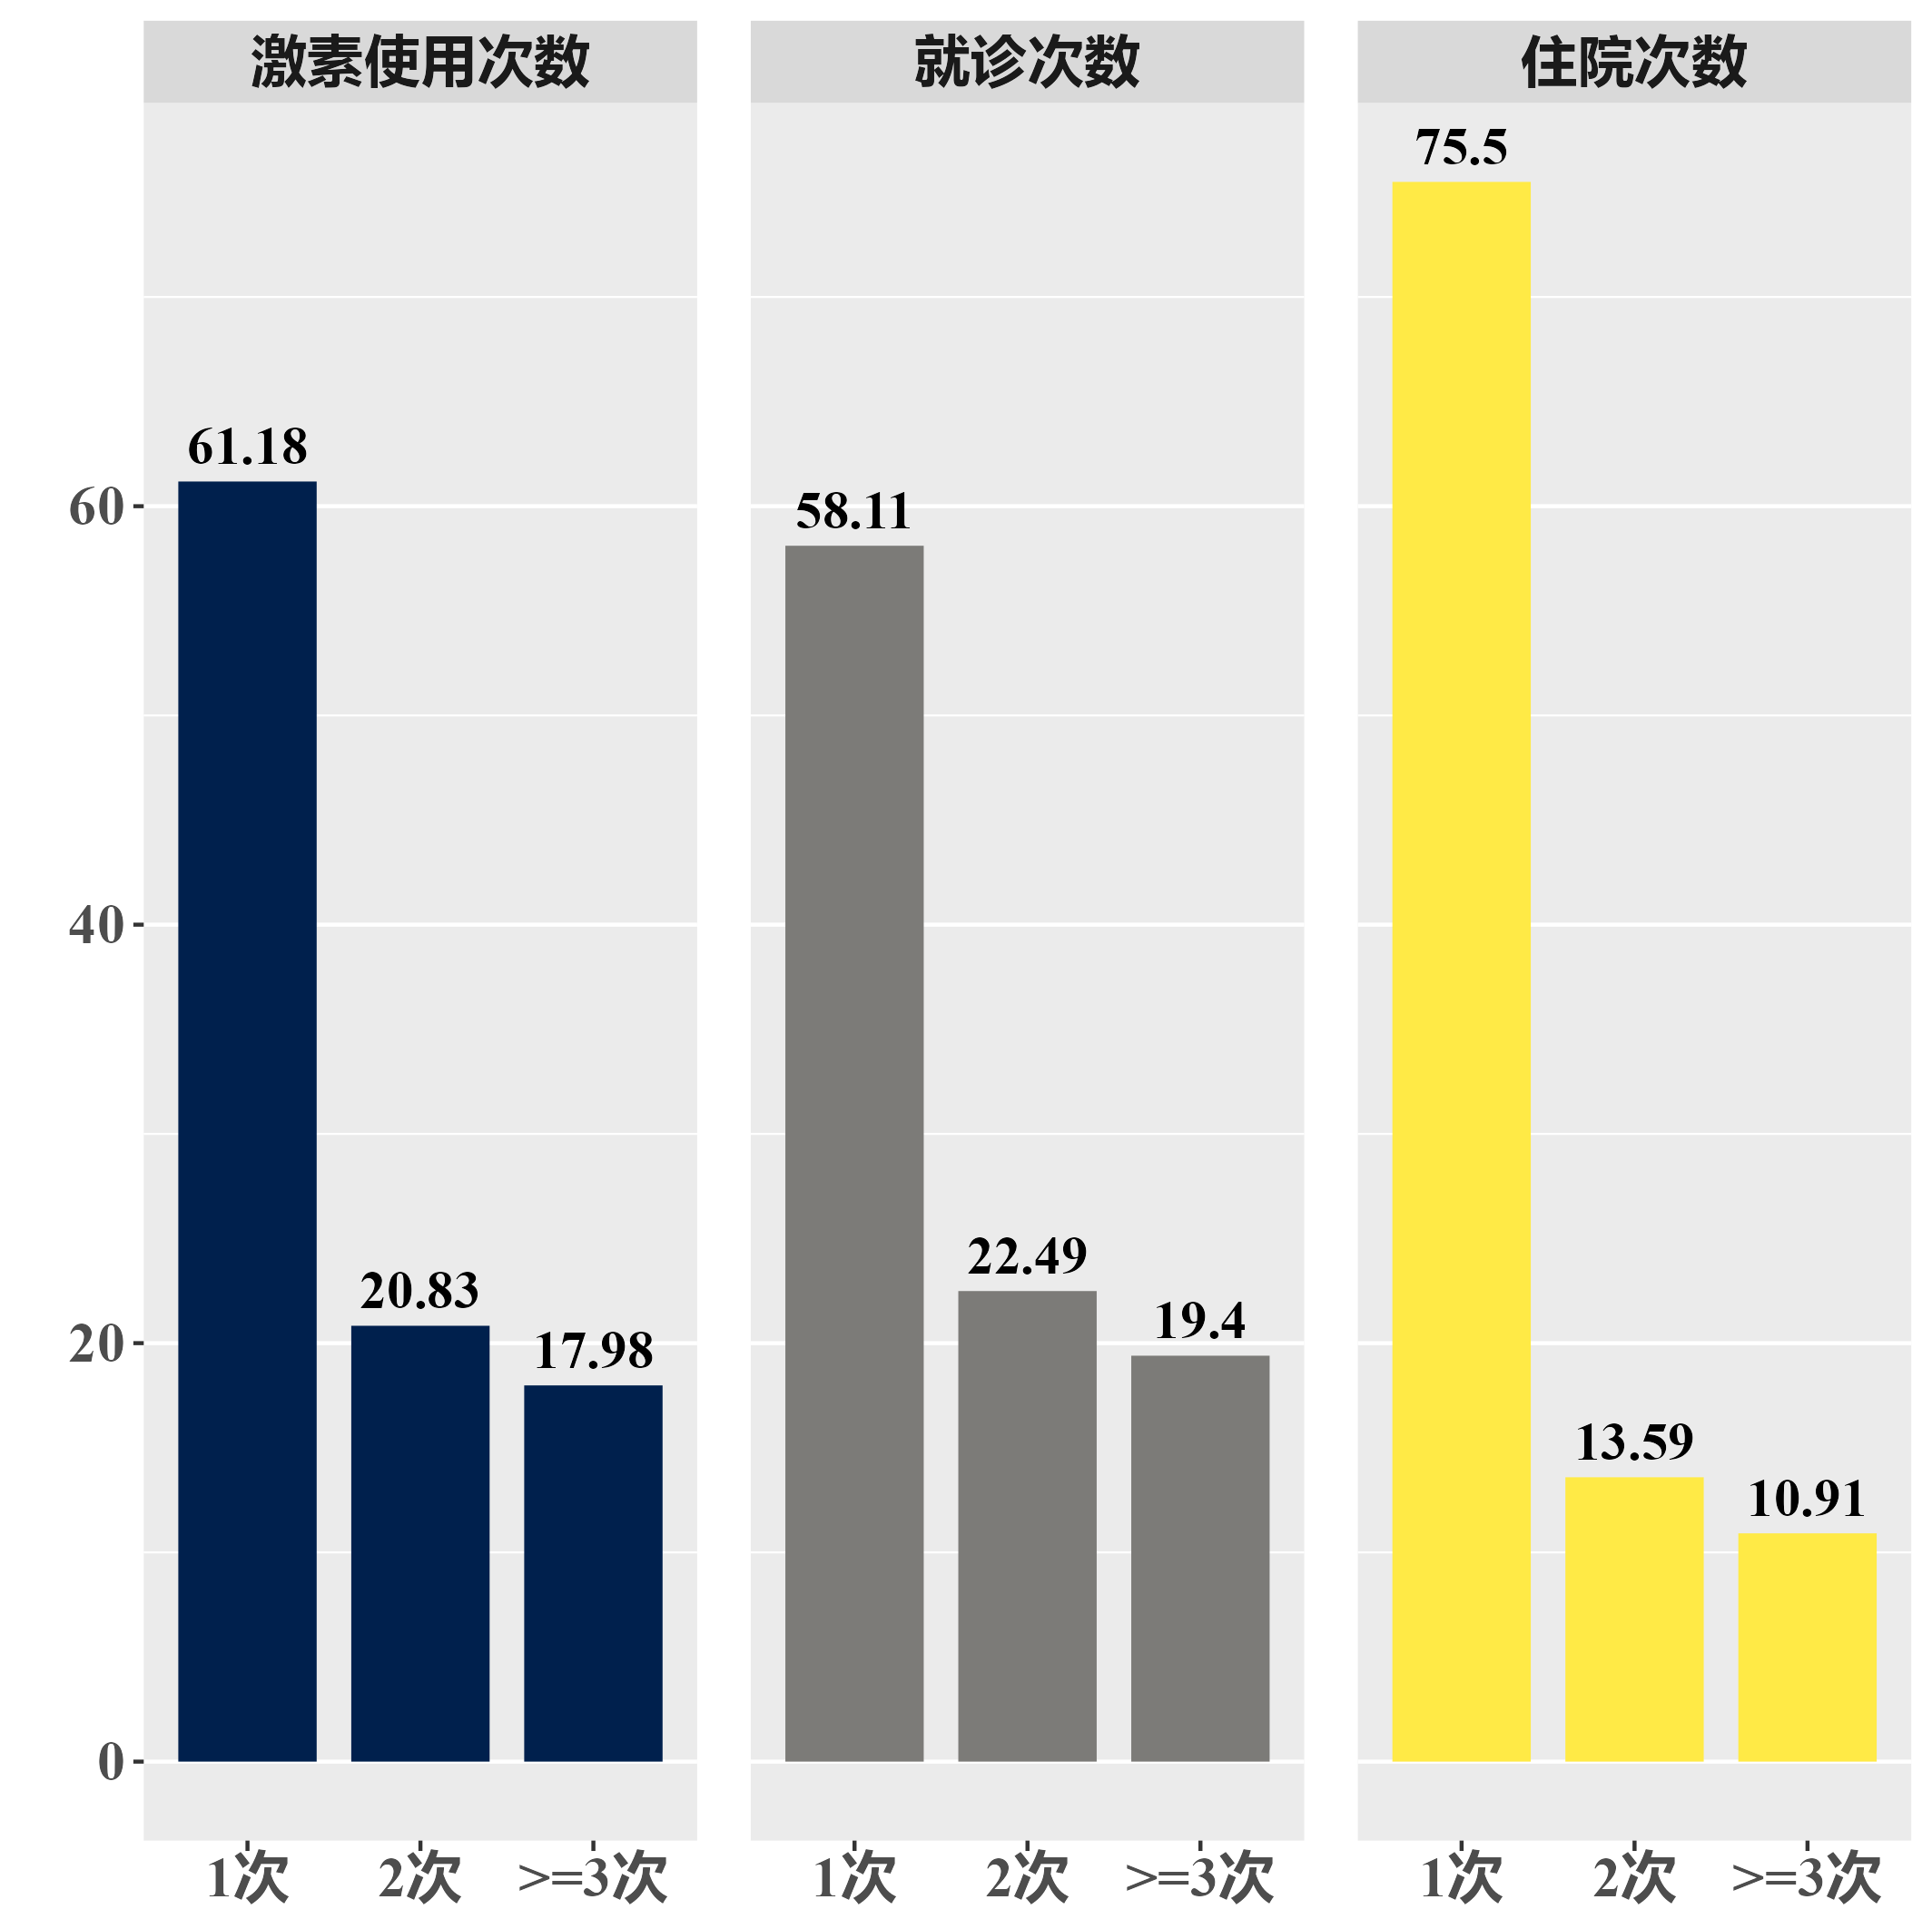 激素使用次数
就诊次数
住院次数
75.5
61.18
60
58.11
40
22.49
20.83
19.4
20
17.98
13.59
10.91
0
1次
2次
>=3次
1次
2次
>=3次
1次
2次
>=3次